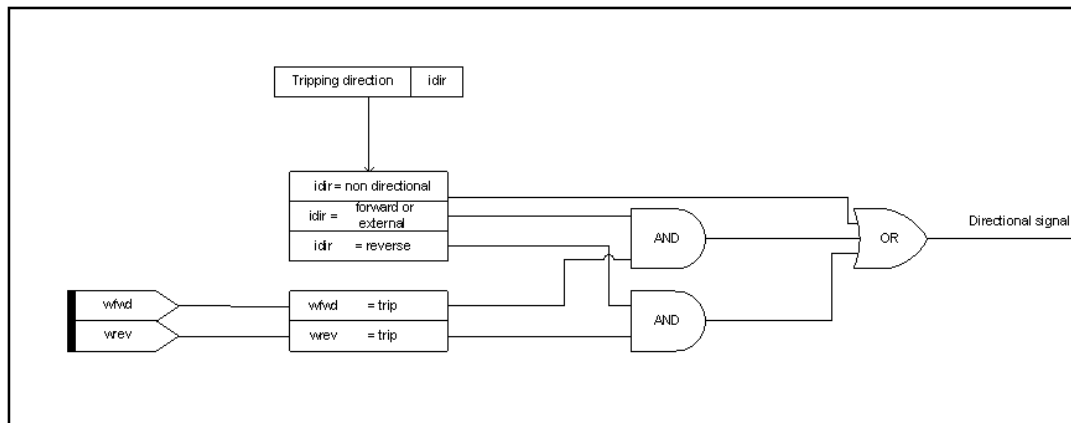 Tripping direction idir
idir = non directional
idir = forward or
external
idir = reverse
AND
OR
Directional signal
wfwd
wfwd = trip
wrev
wrev = trip
AND